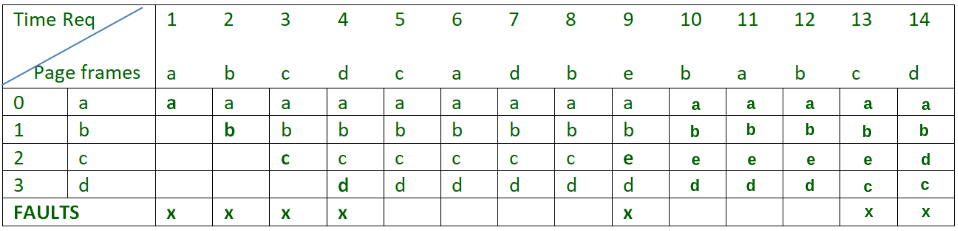 Time Req 1 2 3 4 5 6 7 8 9 10 11 12 13 14
Page frames a b c d c a d b e b a b c d
0 a a a a a a a a a a a a a a a
1 b b b b b b b b b b b b b b
2 c c c c c c c e e e e e d
3 d d d d d d d d d d c c
FAULTS x x x x x x x